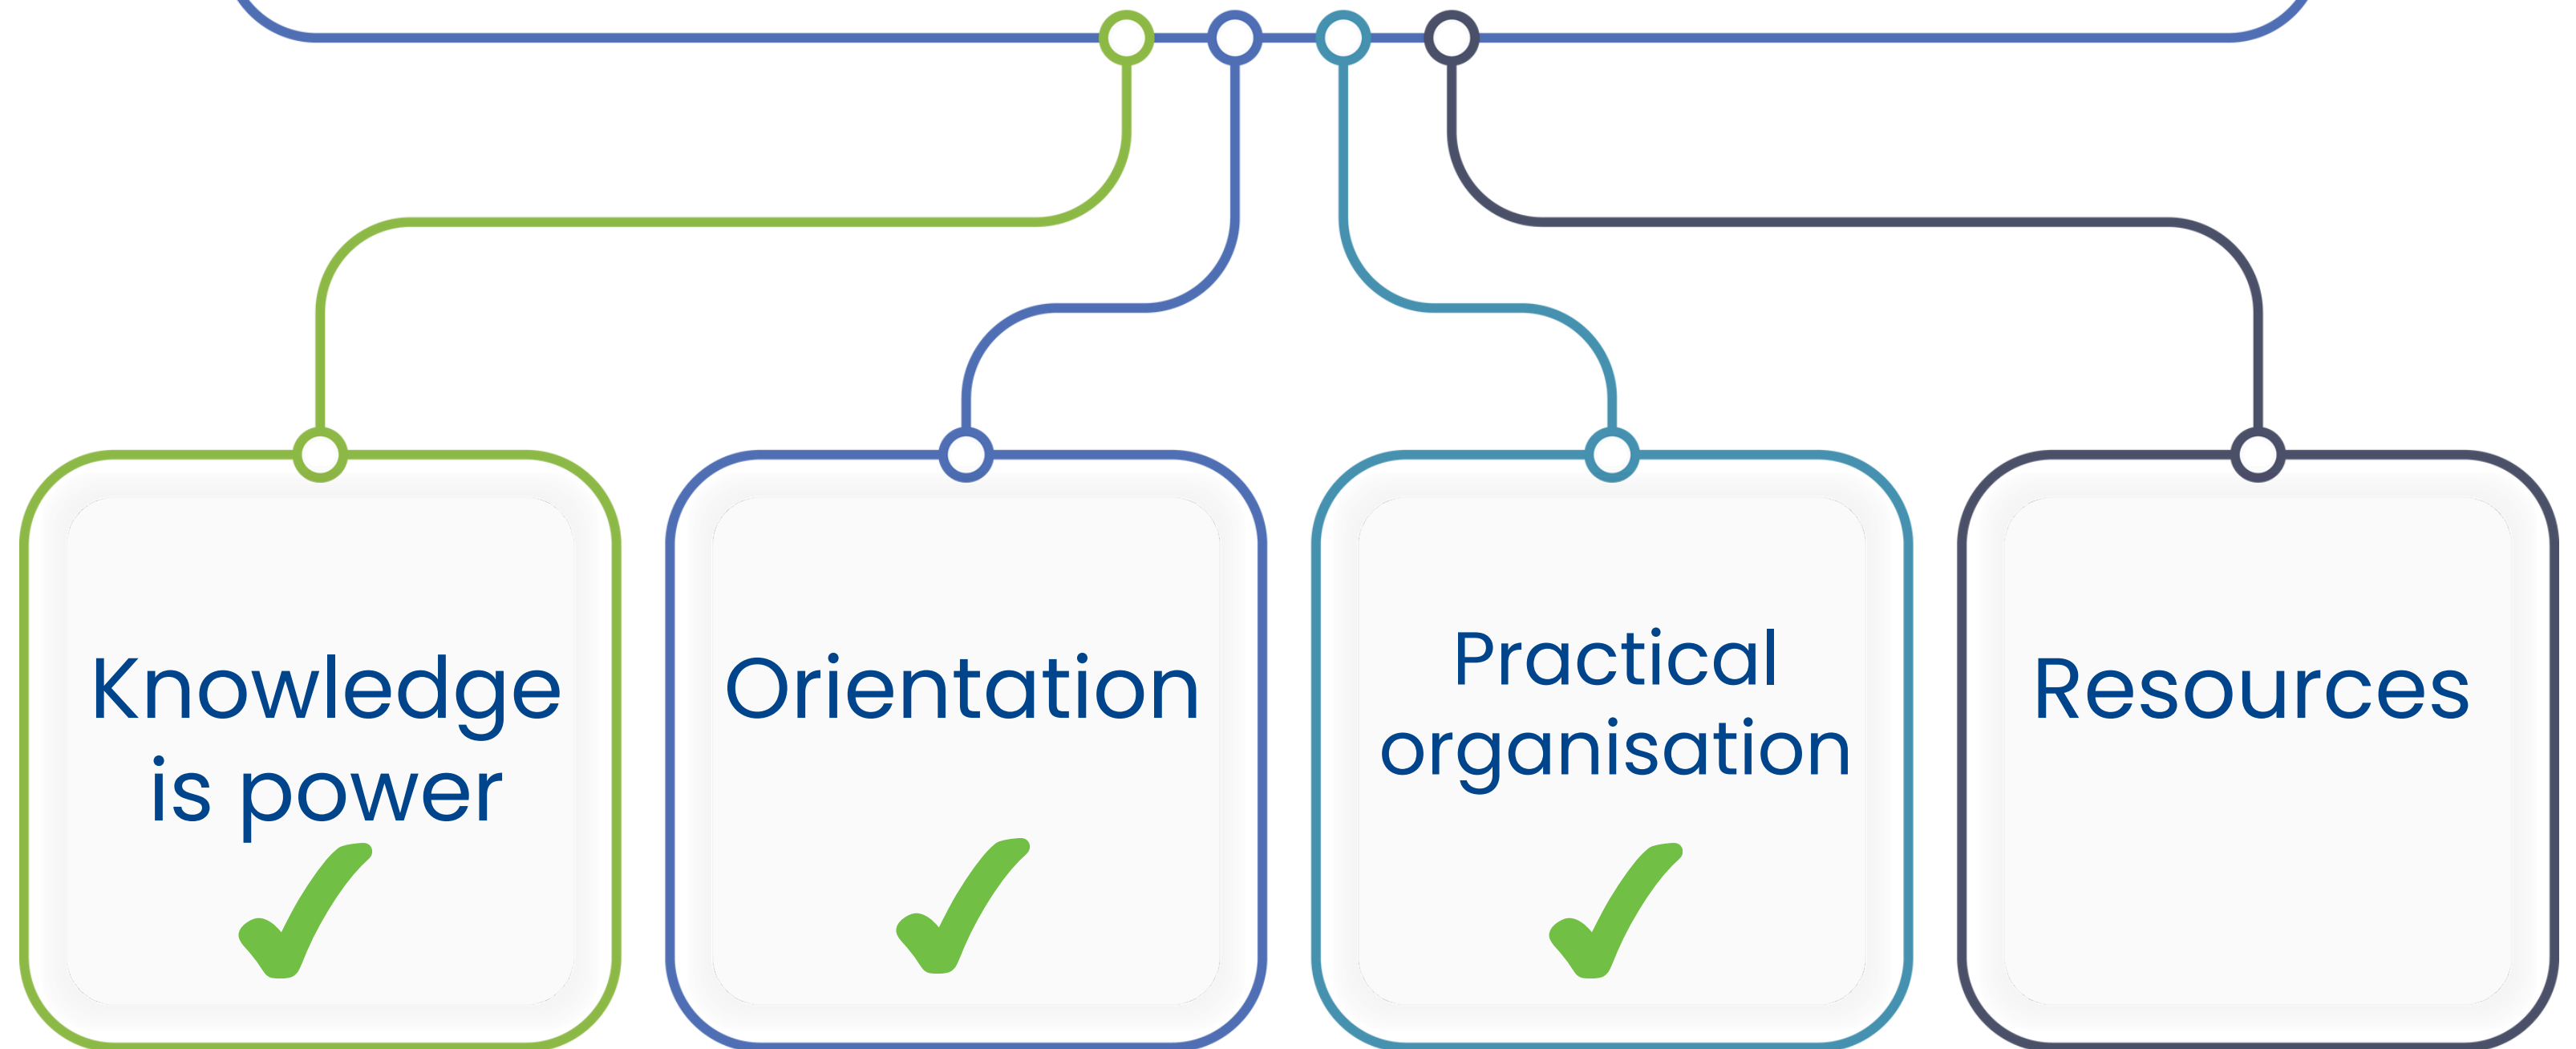 Knowledge
is power
Orientation
Practical
organisation
Resources